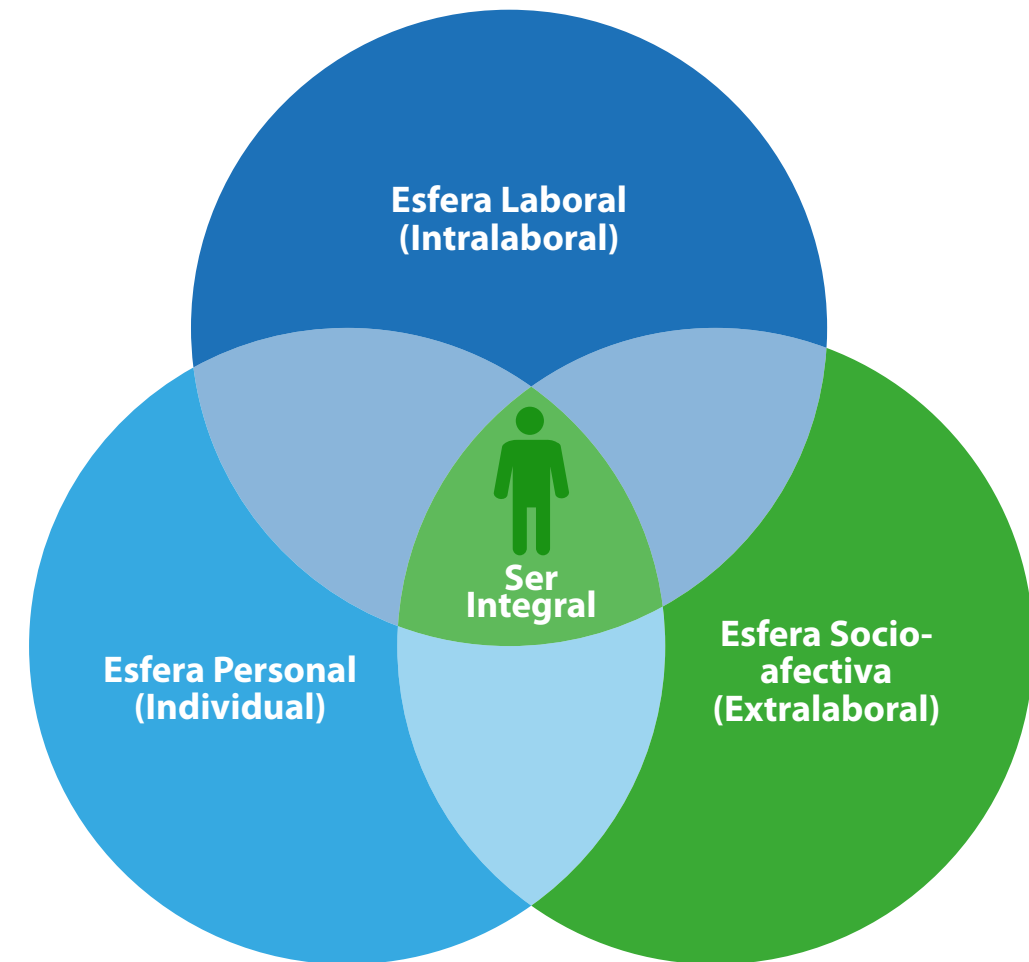 Esfera Laboral
(Intralaboral)
Ser
Integral
Esfera Personal
(Individual)
Esfera Socio-
afectiva
(Extralaboral)